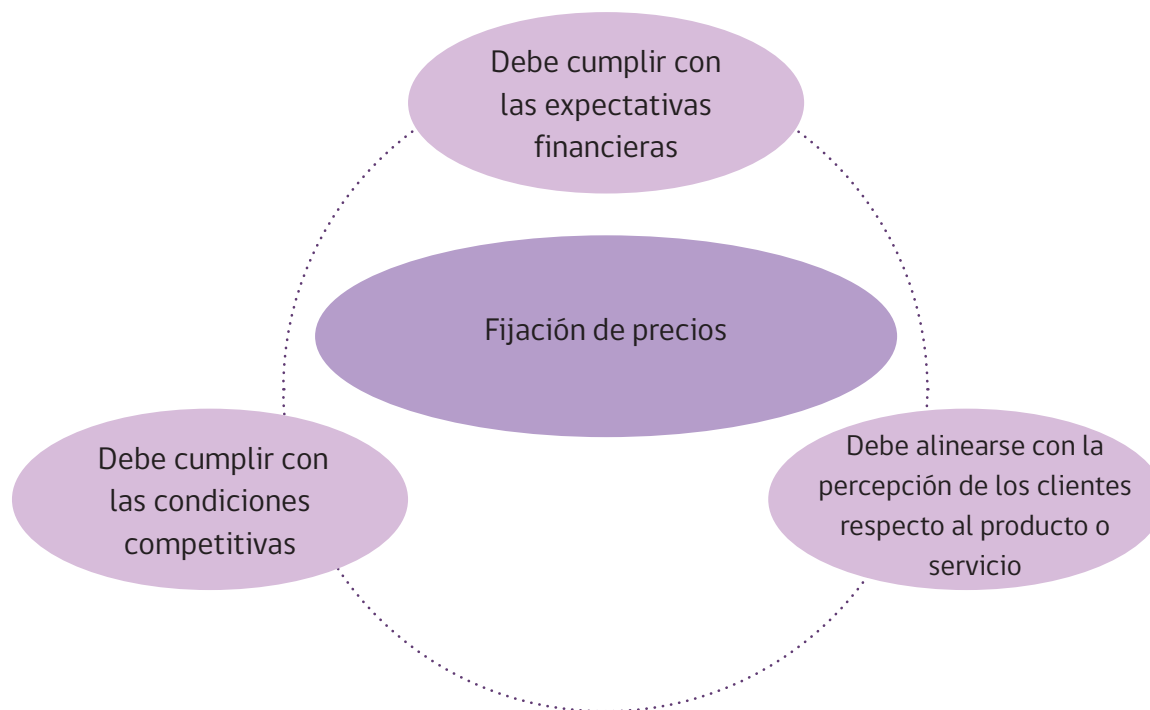 Debe cumplir con
las expectativas
financieras
Fijación de precios
Debe cumplir con
las condiciones
competitivas
Debe alinearse con la
percepción de los clientes
respecto al producto o
servicio